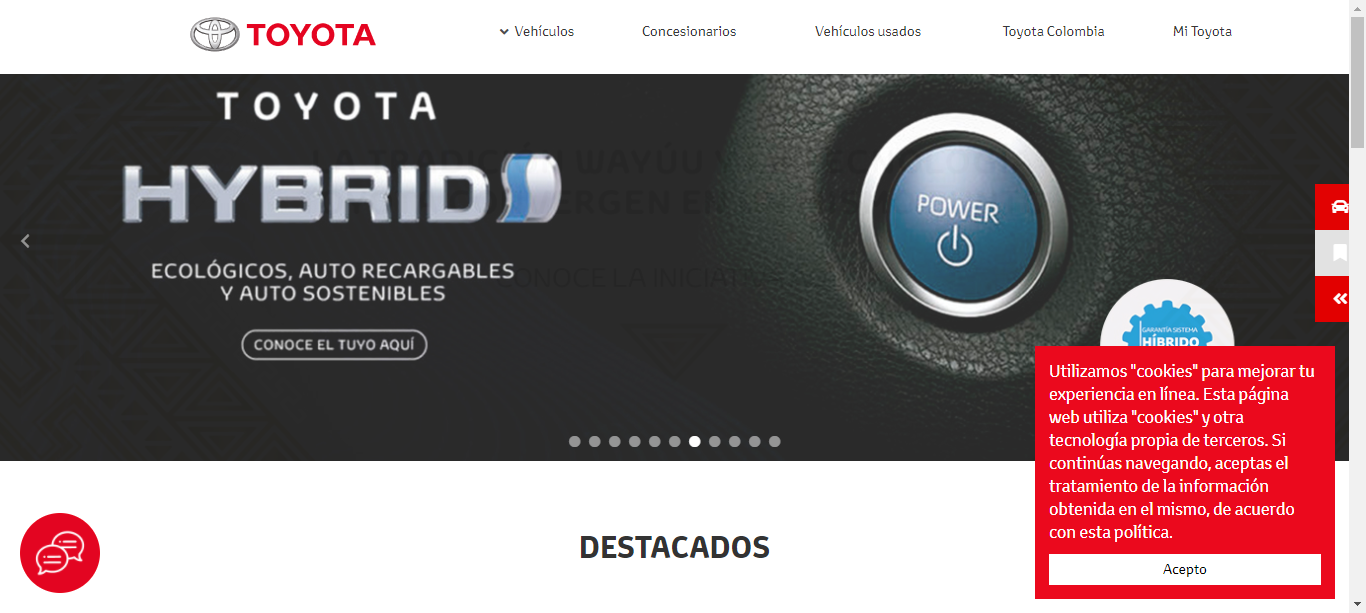 TOYOTA
Vehículos
Concesionarios
Vehículos usados
Toyota Colombia
Mi Toyota
TOYOTA
HYBRID
ECOLÓGICOS, AUTO RECARGABLES
Y AUTO SOSTENIBLES
CONOCE EL TUYO AQUÍ
CONOCE LA INICIATIVA
POWER
GARANTÍA SISTEMA
HÍBRIDO
Utilizamos "cookies" para mejorar tu
experiencia en línea. Esta página
web utiliza "cookies" y otra
tecnología propia de terceros. Si
continúas navegando, aceptas el
tratamiento de la información
obtenida en el mismo, de acuerdo
con esta política.
Acepto
DESTACADOS